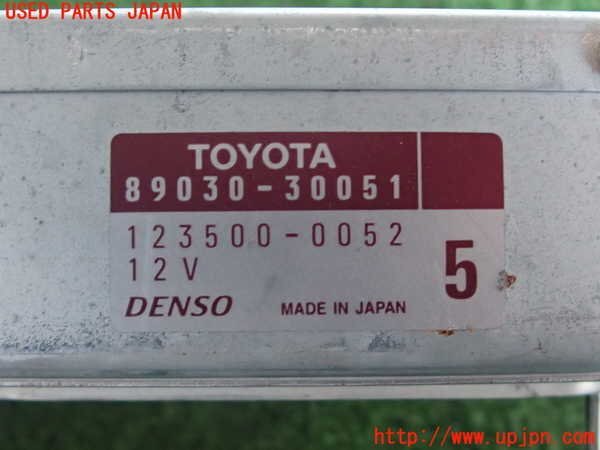 USED PARTS JAPAN
TOYOTA
89030-30051
123500-0052
12V
5
DENSO
MADE IN JAPAN
http://www.upjpn.com/